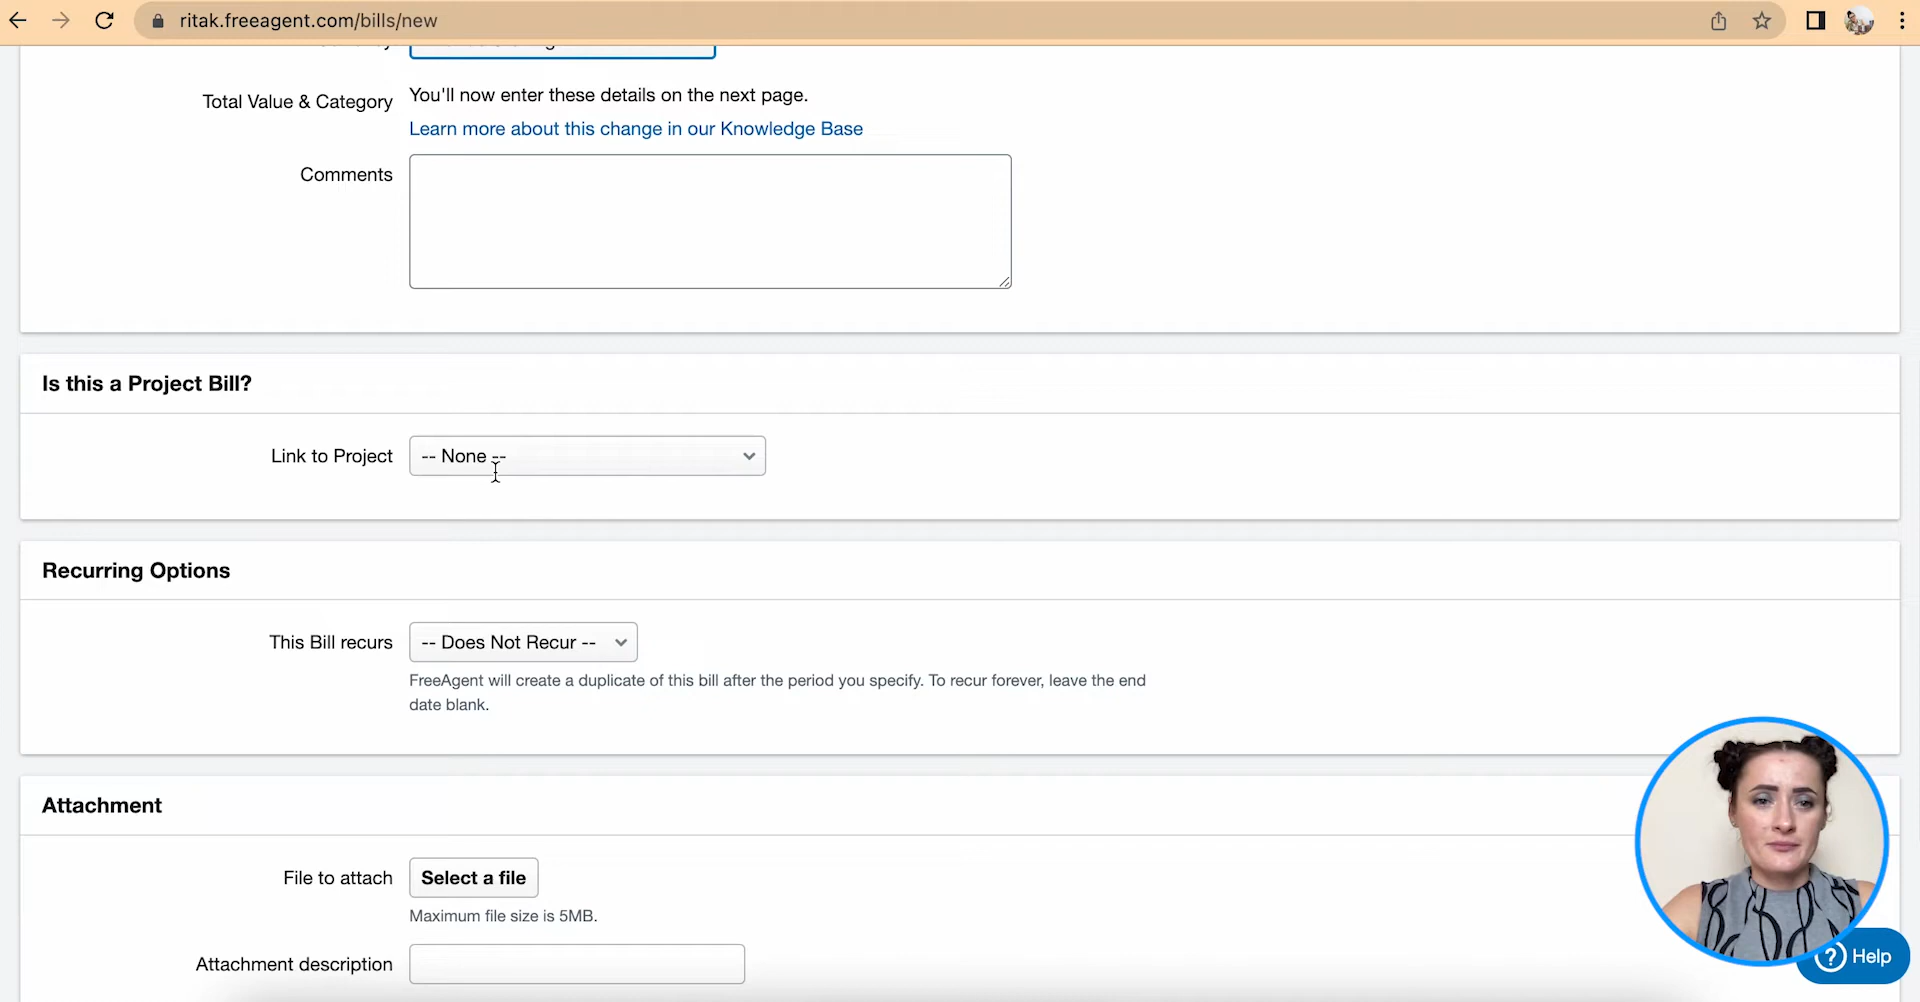 ritak.freeagent.com/bills/new
Total Value & Category
You'll now enter these details on the next page.
Learn more about this change in our Knowledge Base
Comments
Is this a Project Bill?
Link to Project
-- None --
Recurring Options
This Bill recurs
-- Does Not Recur --
FreeAgent will create a duplicate of this bill after the period you specify. To recur forever, leave the end
date blank.
Attachment
File to attach
Select a file
Maximum file size is 5MB.
Attachment description
? Help